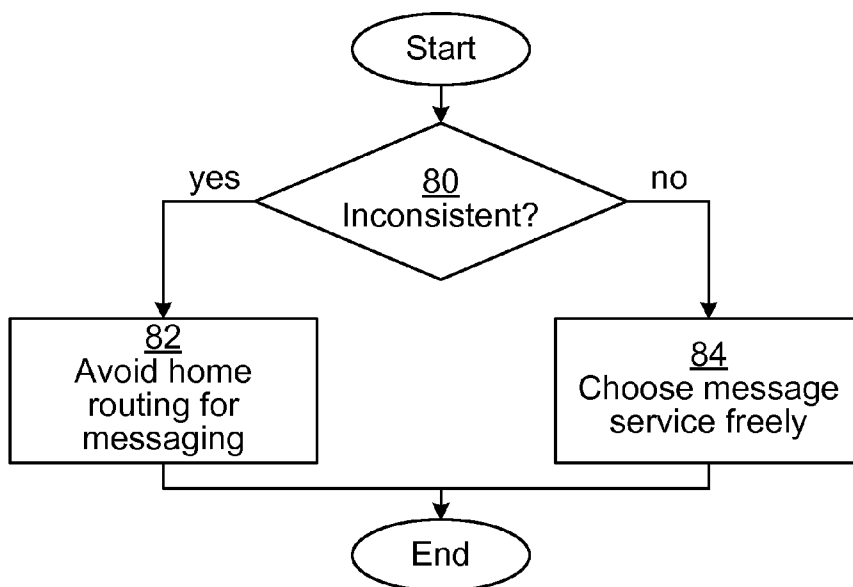 Start
80
Inconsistent?
yes
no
82
Avoid home
routing for
messaging
84
Choose message
service freely
End